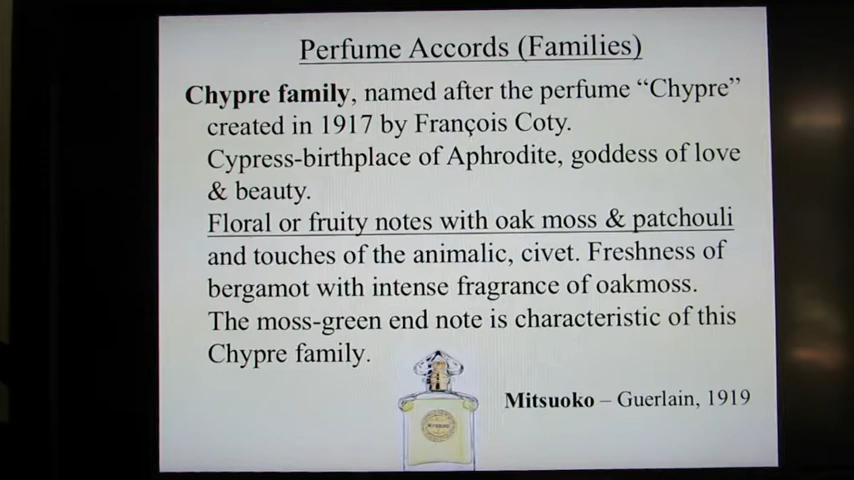 Perfume Accords (Families)
Chypre family, named after the perfume “Chypre”
created in 1917 by François Coty.
Cypress-birthplace of Aphrodite, goddess of love
& beauty.
Floral or fruity notes with oak moss & patchouli
and touches of the animalic, civet. Freshness of
bergamot with intense fragrance of oakmoss.
The moss-green end note is characteristic of this
Chypre family.
Mitsuoko – Guerlain, 1919